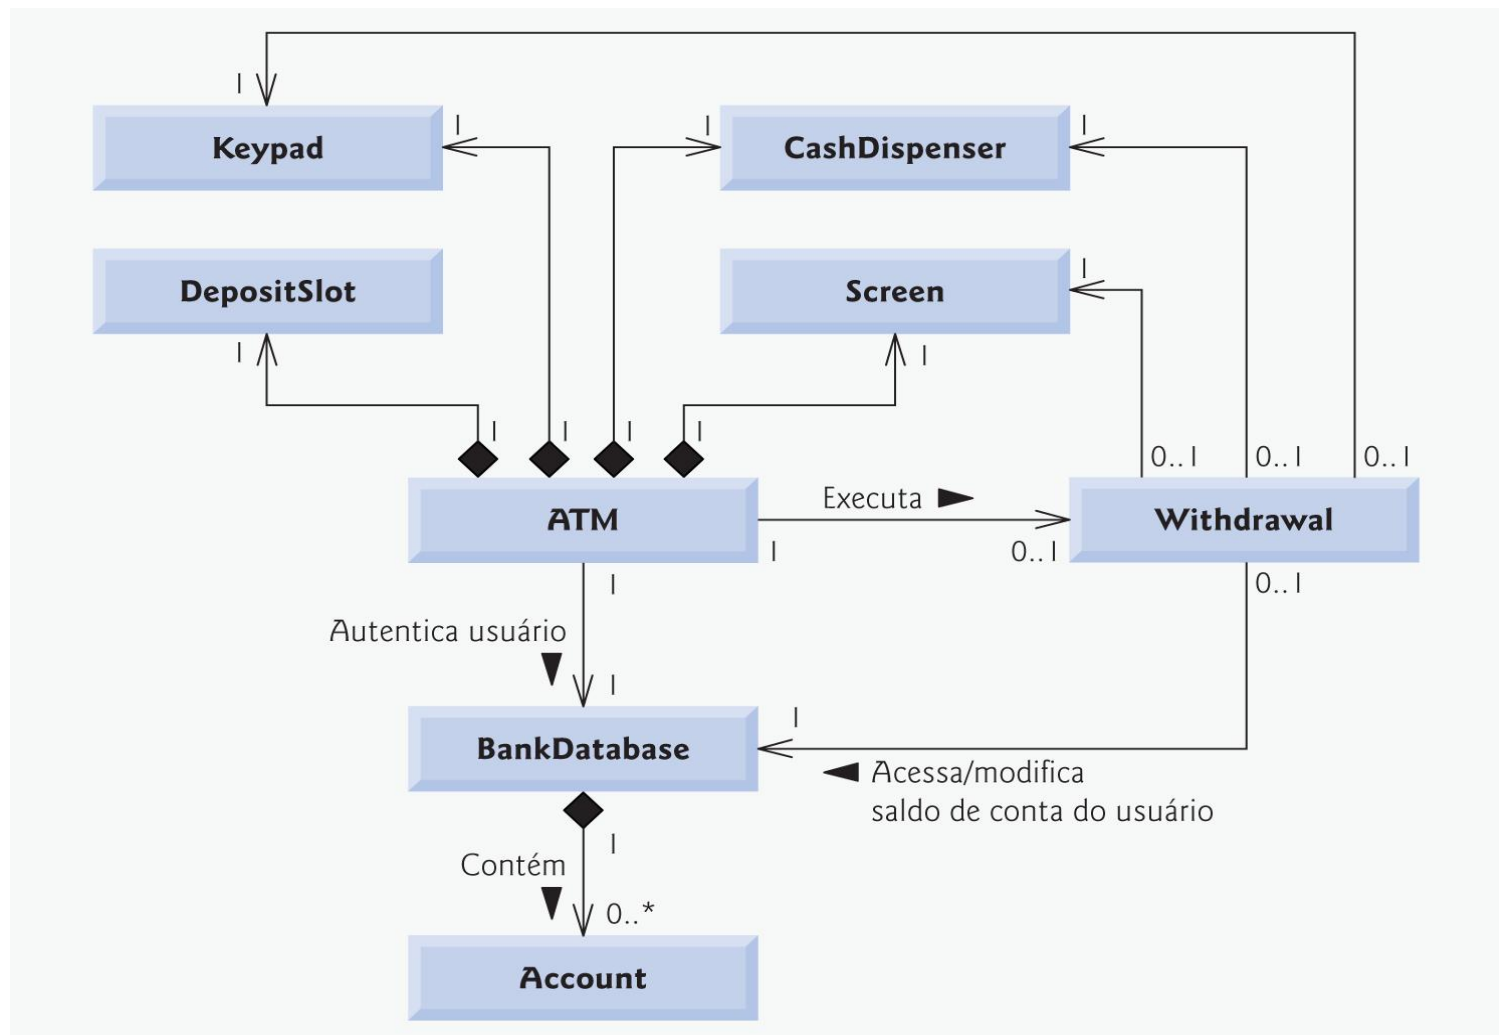 1
Keypad
1
1
CashDispenser
1
DepositSlot
1
Screen
1
1
1
1
1
1
0..1
0..1
0..1
ATM
Executa
1
0..1
Withdrawal
1
0..1
Autentica usuário
1
1
BankDatabase
Acessa/modifica
saldo de conta do usuário
1
Contém
0..*
Account